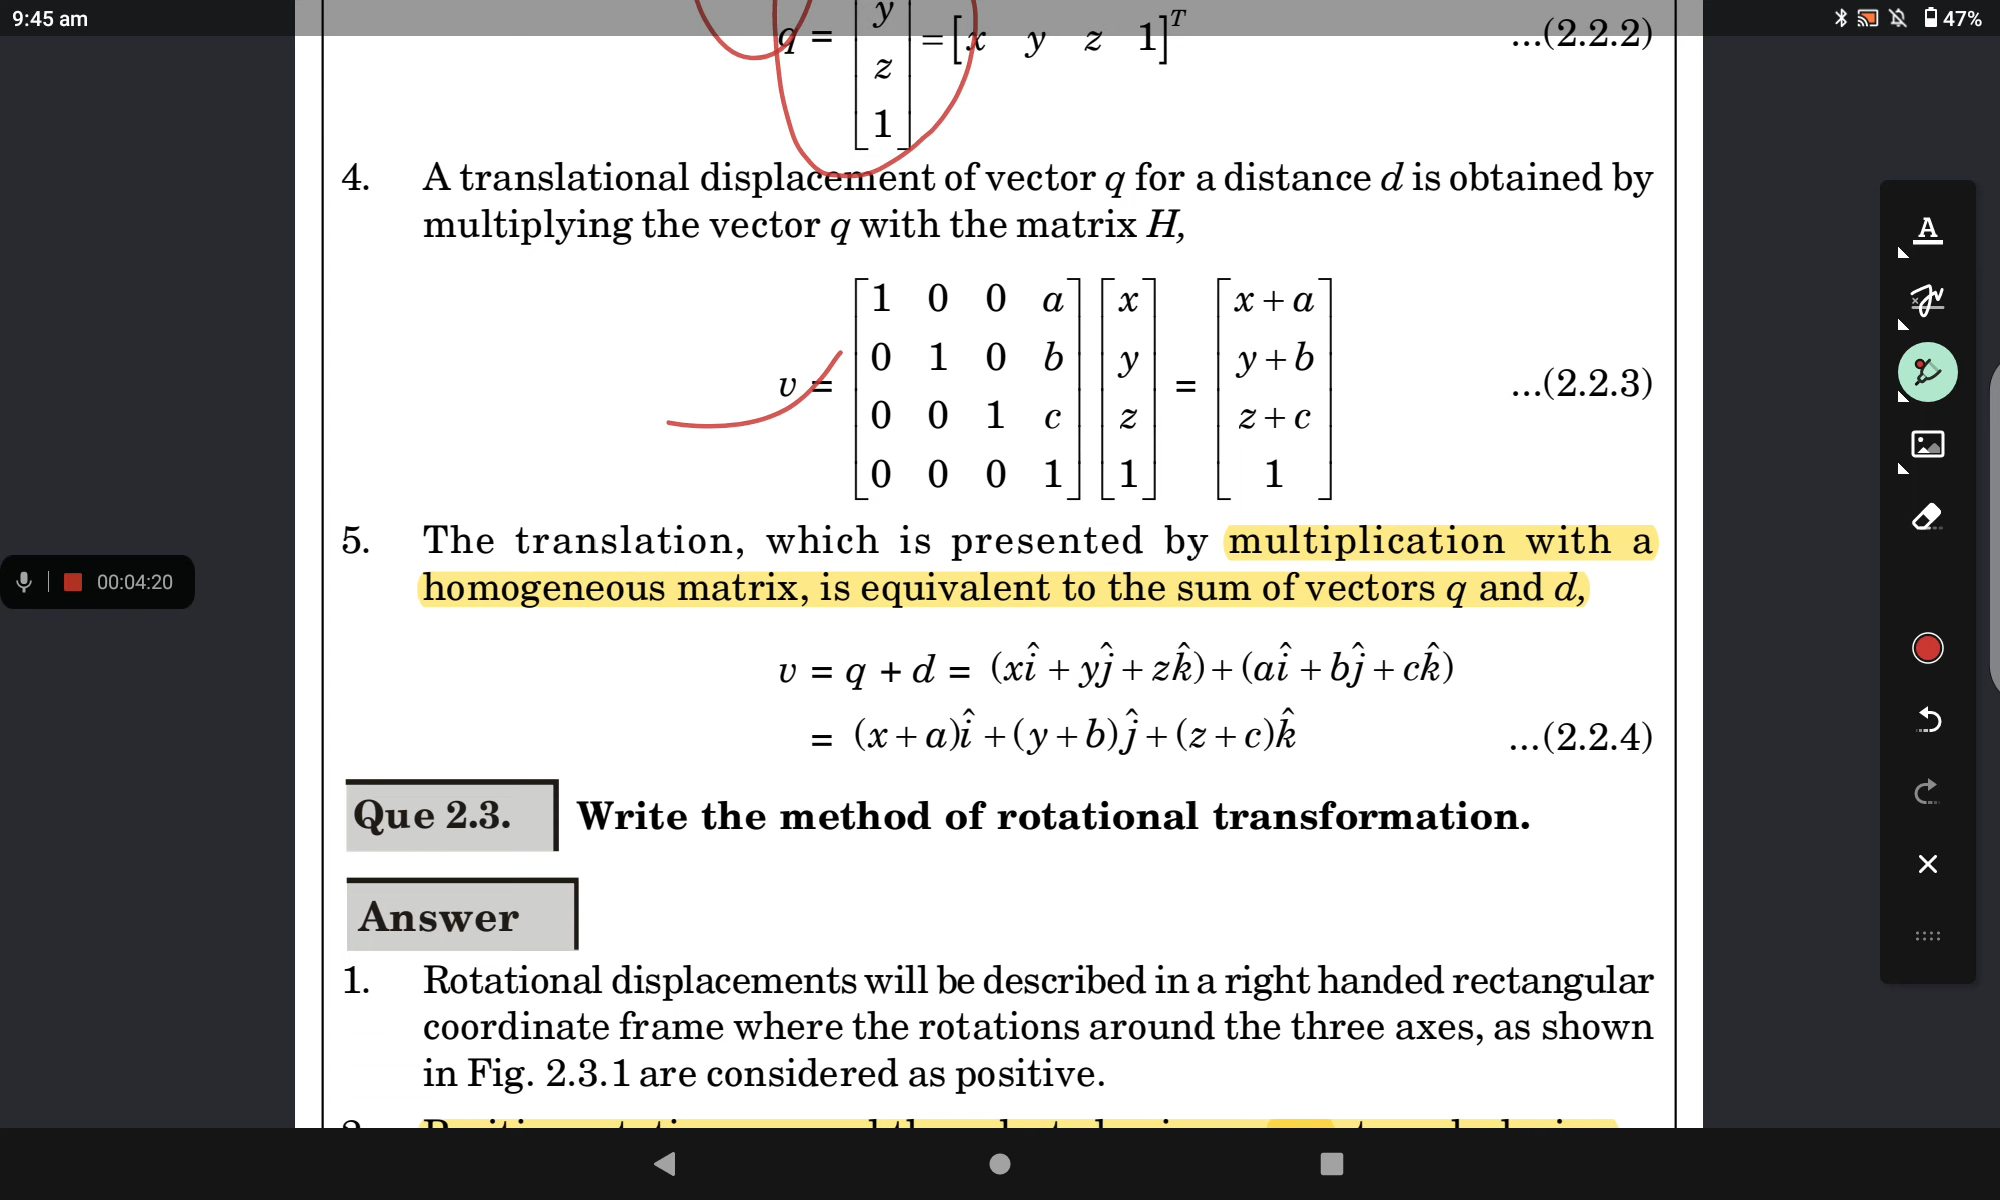 9:45 am
47%
q = [y z 1] = [x y z 1]^T ...(2.2.2)
4. A translational displacement of vector q for a distance d is obtained by
multiplying the vector q with the matrix H,
v = [1 0 0 a; 0 1 0 b; 0 0 1 c; 0 0 0 1] [x; y; z; 1] = [x + a; y + b; z + c; 1] ...(2.2.3)
5. The translation, which is presented by multiplication with a
homogeneous matrix, is equivalent to the sum of vectors q and d,
00:04:20
v = q + d = (xî + yĵ + zk̂) + (aî + bĵ + ck̂)
= (x + a)î + (y + b)ĵ + (z + c)k̂ ...(2.2.4)
Que 2.3. Write the method of rotational transformation.
Answer
1. Rotational displacements will be described in a right handed rectangular
coordinate frame where the rotations around the three axes, as shown
in Fig. 2.3.1 are considered as positive.